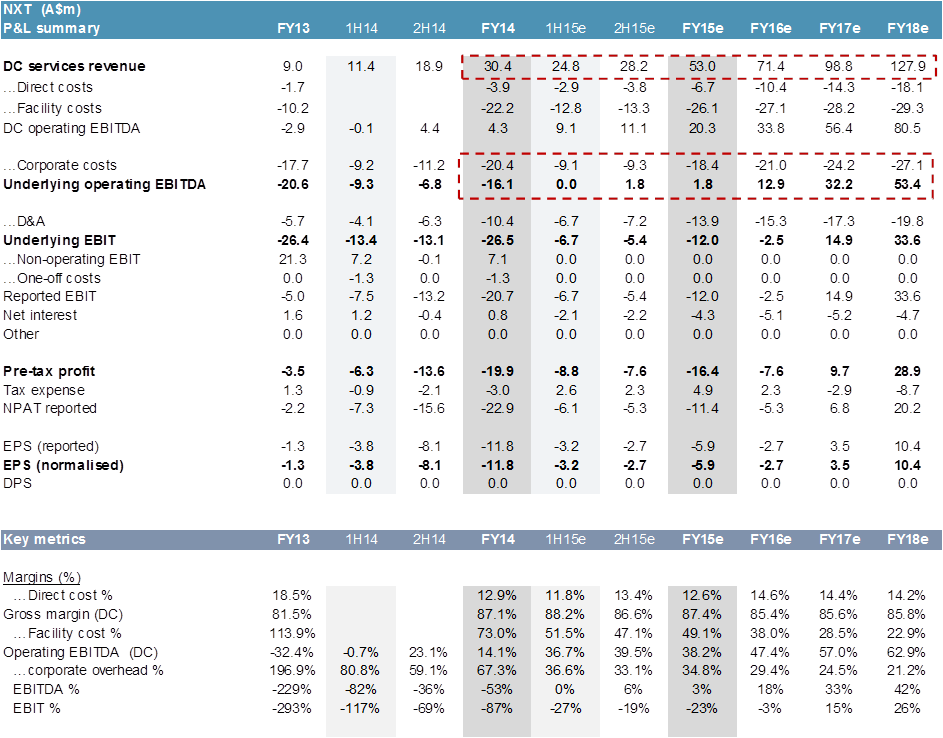 NXT (A$m)
P&L summary FY13 1H14 2H14 FY14 1H15e 2H15e FY15e FY16e FY17e FY18e
DC services revenue 9.0 11.4 18.9 30.4 24.8 28.2 53.0 71.4 98.8 127.9
...Direct costs -1.7 -3.9 -2.9 -3.8 -6.7 -10.4 -14.3 -18.1
...Facility costs -10.2 -22.2 -12.8 -13.3 -26.1 -27.1 -28.2 -29.3
DC operating EBITDA -2.9 -0.1 4.4 4.3 9.1 11.1 20.3 33.8 56.4 80.5
...Corporate costs -17.7 -9.2 -11.2 -20.4 -9.1 -9.3 -18.4 -21.0 -24.2 -27.1
Underlying operating EBITDA -20.6 -9.3 -6.8 -16.1 0.0 1.8 1.8 12.9 32.2 53.4
...D&A -5.7 -4.1 -6.3 -10.4 -6.7 -7.2 -13.9 -15.3 -17.3 -19.8
Underlying EBIT -26.4 -13.4 -13.1 -26.5 -6.7 -5.4 -12.0 -2.5 14.9 33.6
...Non-operating EBIT 21.3 7.2 -0.1 7.1 0.0 0.0 0.0 0.0 0.0 0.0
...One-off costs 0.0 -1.3 0.0 -1.3 0.0 0.0 0.0 0.0 0.0 0.0
Reported EBIT -5.0 -7.5 -13.2 -20.7 -6.7 -5.4 -12.0 -2.5 14.9 33.6
Net interest 1.6 1.2 -0.4 0.8 -2.1 -2.2 -4.3 -5.1 -5.2 -4.7
Other 0.0 0.0 0.0 0.0 0.0 0.0 0.0 0.0 0.0 0.0
Pre-tax profit -3.5 -6.3 -13.6 -19.9 -8.8 -7.6 -16.4 -7.6 9.7 28.9
Tax expense 1.3 -0.9 -2.1 -3.0 2.6 2.3 4.9 2.3 -2.9 -8.7
NPAT reported -2.2 -7.3 -15.6 -22.9 -6.1 -5.3 -11.4 -5.3 6.8 20.2
EPS (reported) -1.3 -3.8 -8.1 -11.8 -3.2 -2.7 -5.9 -2.7 3.5 10.4
EPS (normalised) -1.3 -3.8 -8.1 -11.8 -3.2 -2.7 -5.9 -2.7 3.5 10.4
DPS 0.0 0.0 0.0 0.0 0.0 0.0 0.0 0.0 0.0 0.0
Key metrics FY13 1H14 2H14 FY14 1H15e 2H15e FY15e FY16e FY17e FY18e
Margins (%)
...Direct cost % 18.5% 12.9% 11.8% 13.4% 12.6% 14.6% 14.4% 14.2%
Gross margin (DC) 81.5% 87.1% 88.2% 86.6% 87.4% 85.4% 85.6% 85.8%
...Facility cost % 113.9% 73.0% 51.5% 47.1% 49.1% 38.0% 28.5% 22.9%
Operating EBITDA (DC) -32.4% -0.7% 23.1% 14.1% 36.7% 39.5% 38.2% 47.4% 57.0% 62.9%
...corporate overhead % 196.9% 80.8% 59.1% 67.3% 36.6% 33.1% 34.8% 29.4% 24.5% 21.2%
EBITDA % -229% -82% -36% -53% 0% 6% 3% 18% 33% 42%
EBIT % -293% -117% -69% -87% -27% -19% -23% -3% 15% 26%